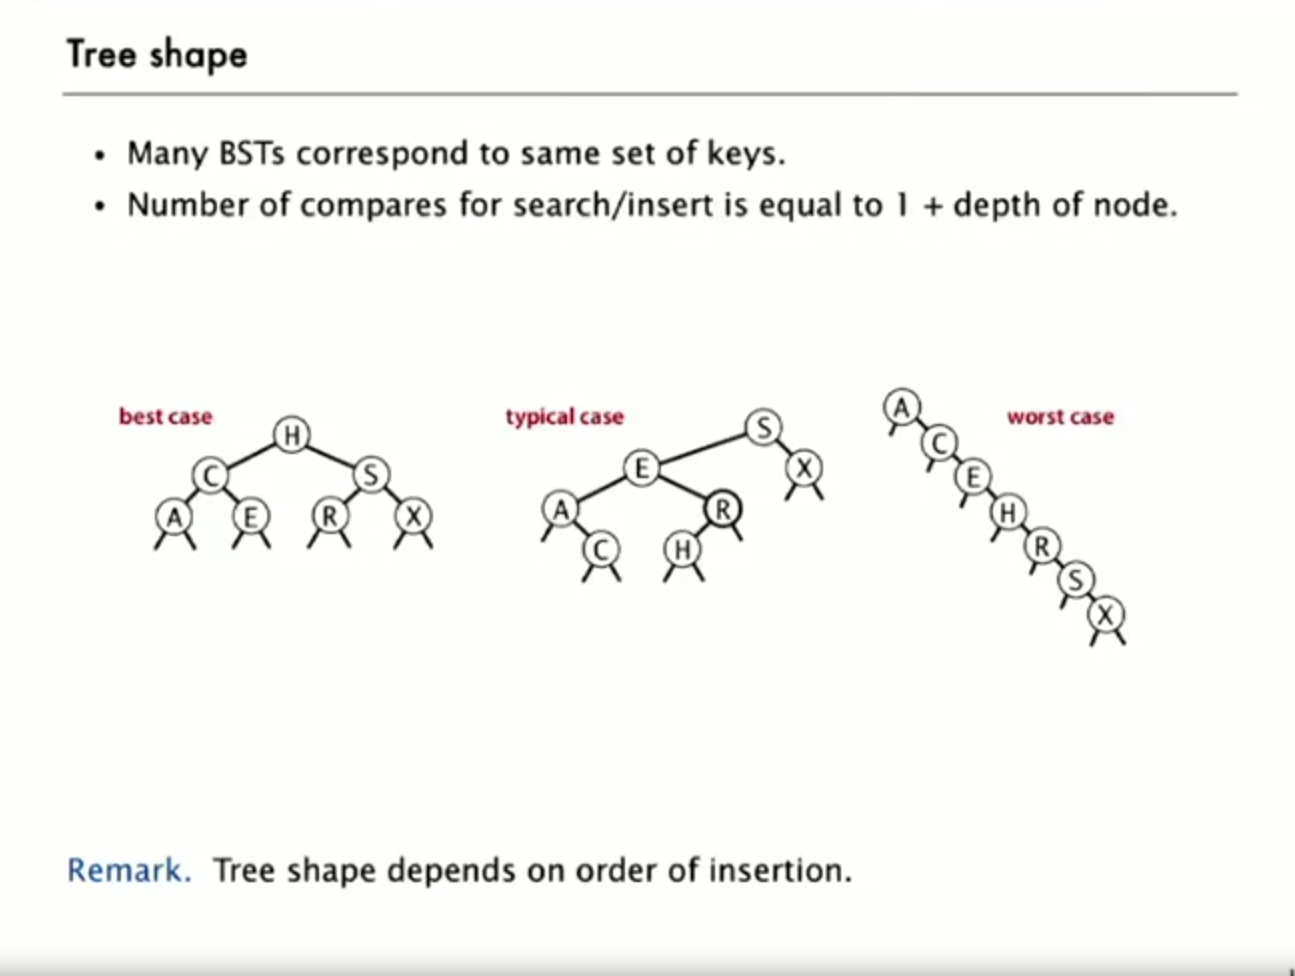 Tree shape
• Many BSTs correspond to same set of keys.
• Number of compares for search/insert is equal to 1 + depth of node.
best case
H
C S
A E R X
typical case
S
E X
A R
C H
worst case
A
C
E
H
R
S
X
Remark. Tree shape depends on order of insertion.